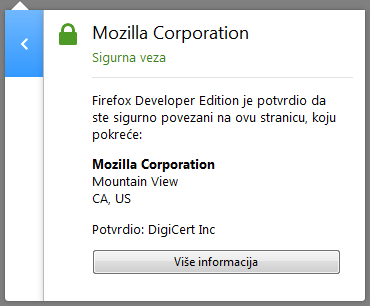 Mozilla Corporation
Sigurna veza
Firefox Developer Edition je potvrdio da
ste sigurno povezani na ovu stranicu, koju
pokreće:
Mozilla Corporation
Mountain View
CA, US
Potvrdio: DigiCert Inc
Više informacija